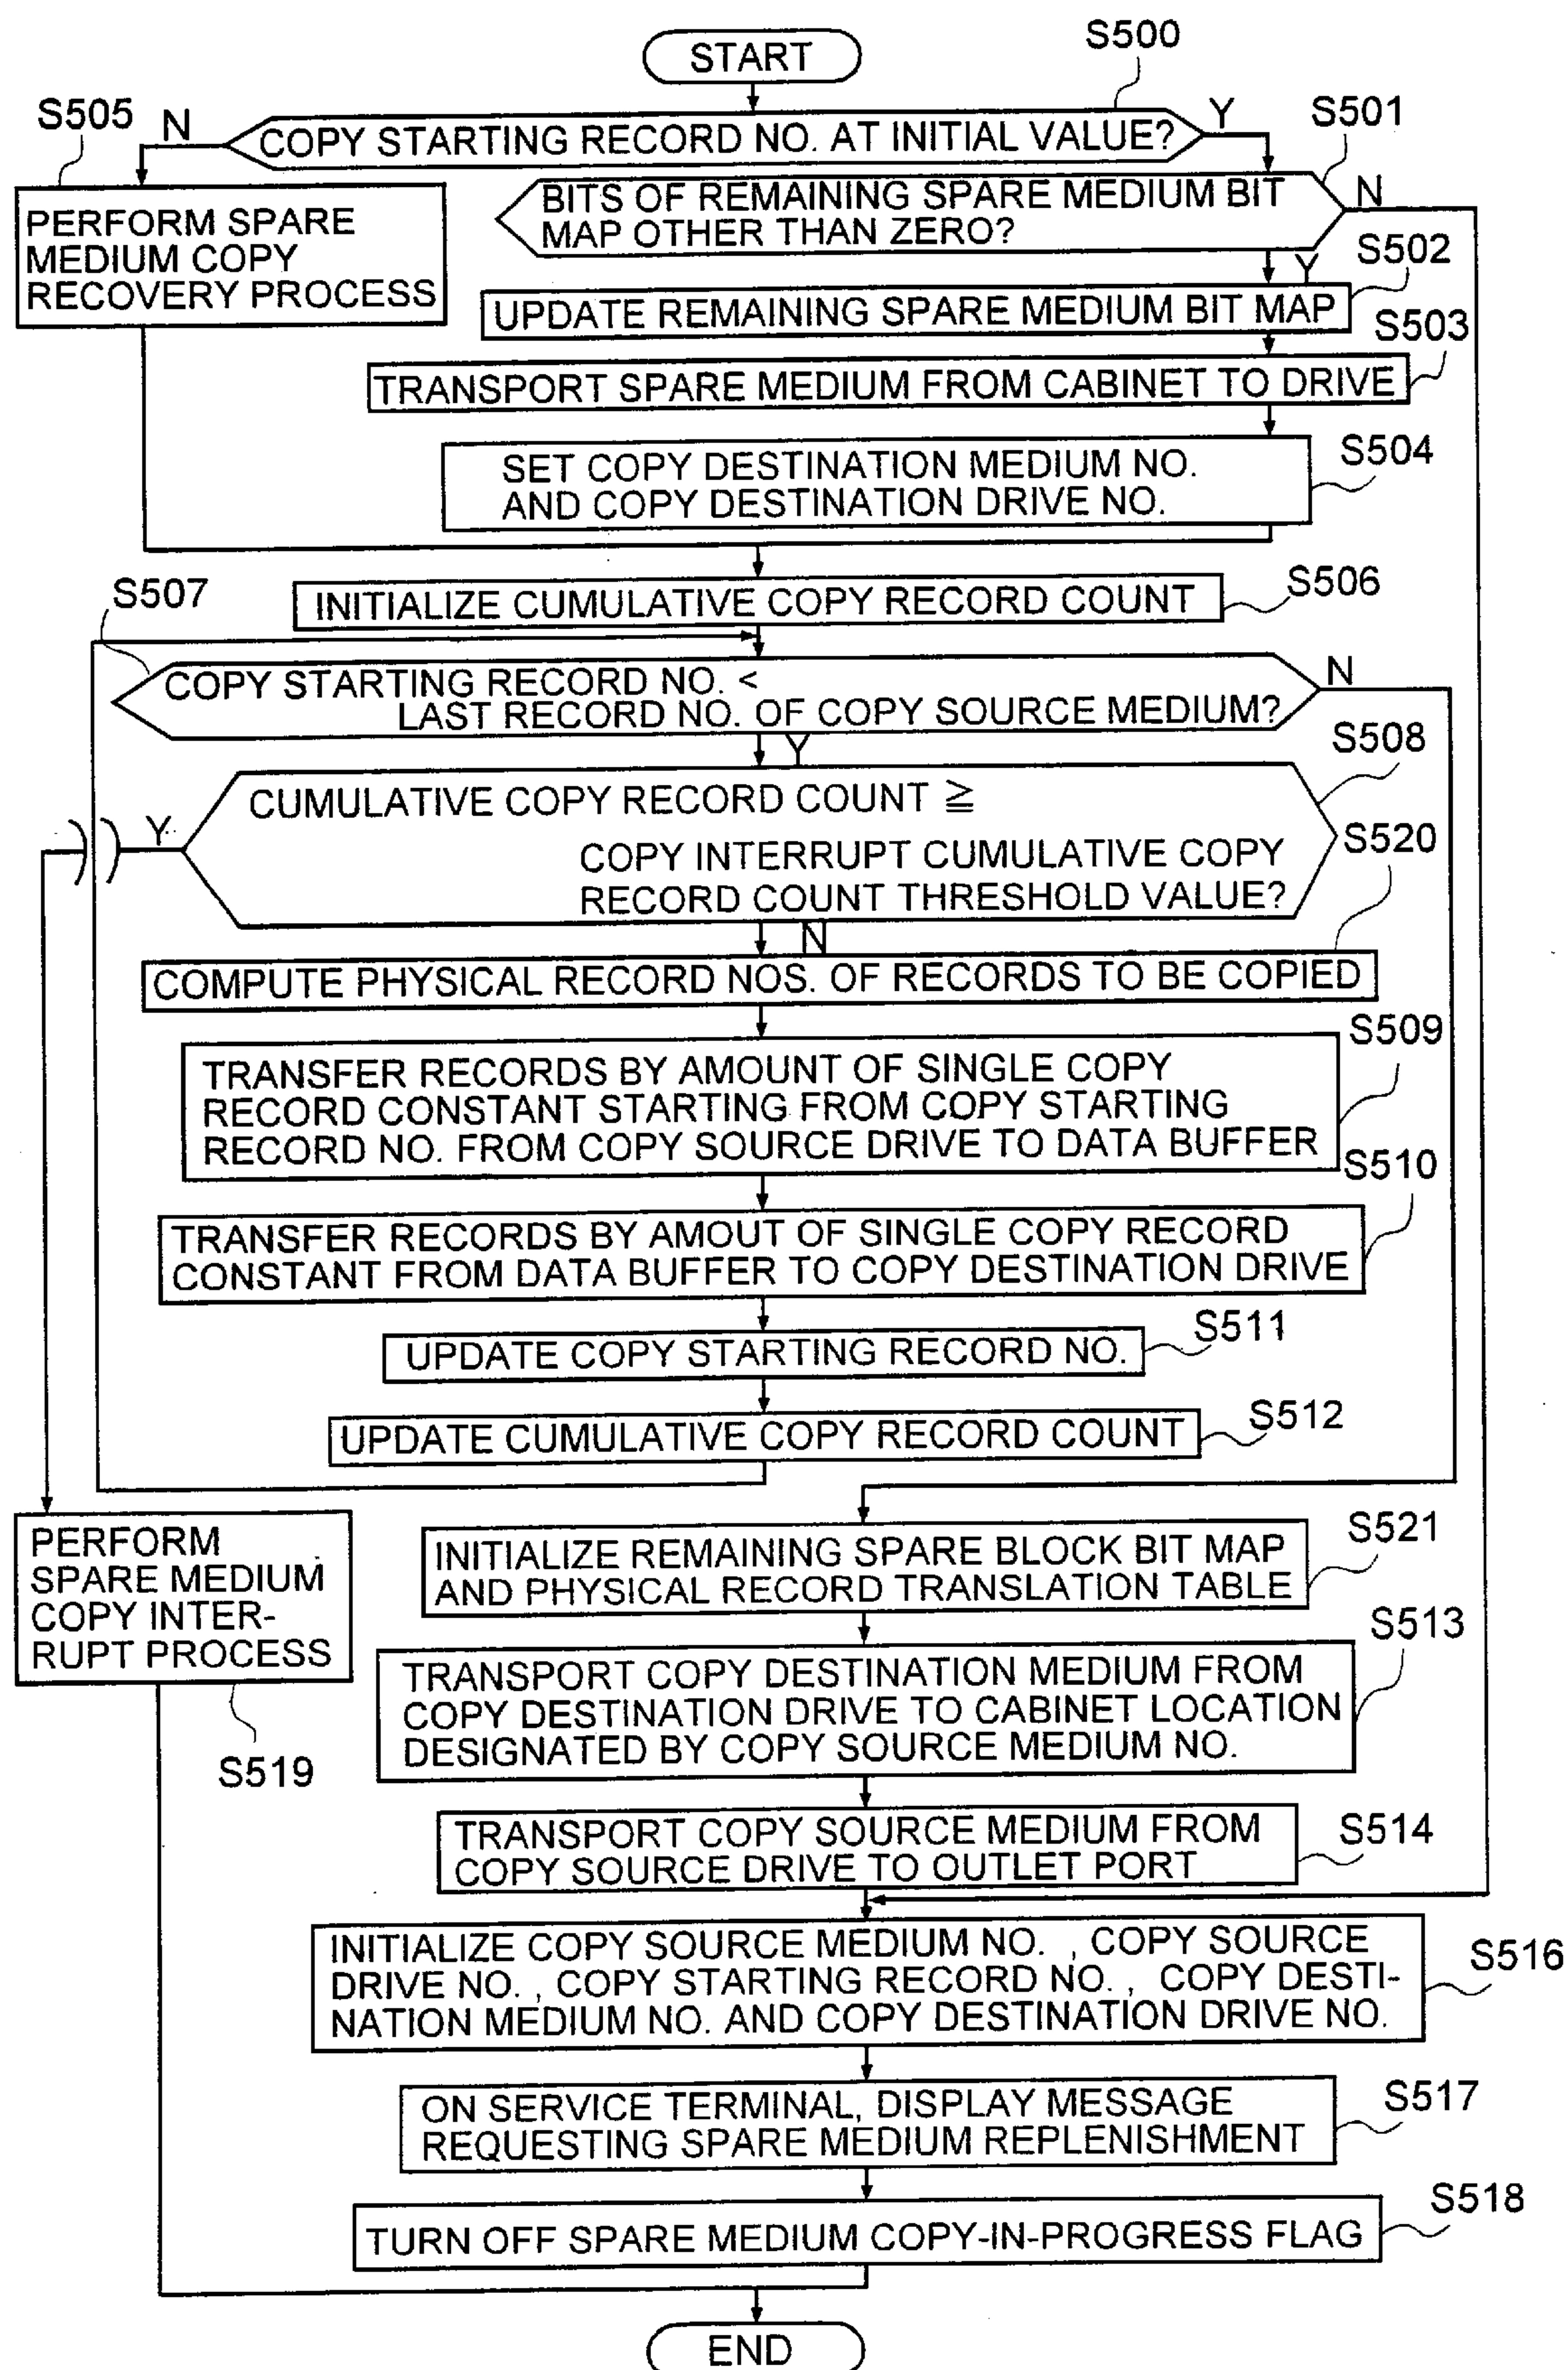 START
S500
S505
N
COPY STARTING RECORD NO. AT INITIAL VALUE?
Y
S501
PERFORM SPARE
MEDIUM COPY
RECOVERY PROCESS
BITS OF REMAINING SPARE MEDIUM BIT
MAP OTHER THAN ZERO?
N
Y
S502
UPDATE REMAINING SPARE MEDIUM BIT MAP
S503
TRANSPORT SPARE MEDIUM FROM CABINET TO DRIVE
SET COPY DESTINATION MEDIUM NO.
AND COPY DESTINATION DRIVE NO.
S504
S507
INITIALIZE CUMULATIVE COPY RECORD COUNT
S506
COPY STARTING RECORD NO. <
LAST RECORD NO. OF COPY SOURCE MEDIUM?
N
Y
S508
CUMULATIVE COPY RECORD COUNT ≧
COPY INTERRUPT CUMULATIVE COPY
RECORD COUNT THRESHOLD VALUE?
Y
S520
N
COMPUTE PHYSICAL RECORD NOS. OF RECORDS TO BE COPIED
S509
TRANSFER RECORDS BY AMOUNT OF SINGLE COPY
RECORD CONSTANT STARTING FROM COPY STARTING
RECORD NO. FROM COPY SOURCE DRIVE TO DATA BUFFER
S510
TRANSFER RECORDS BY AMOUT OF SINGLE COPY RECORD
CONSTANT FROM DATA BUFFER TO COPY DESTINATION DRIVE
S511
UPDATE COPY STARTING RECORD NO.
S512
UPDATE CUMULATIVE COPY RECORD COUNT
PERFORM
SPARE MEDIUM
COPY INTER-
RUPT PROCESS
S519
S521
INITIALIZE REMAINING SPARE BLOCK BIT MAP
AND PHYSICAL RECORD TRANSLATION TABLE
S513
TRANSPORT COPY DESTINATION MEDIUM FROM
COPY DESTINATION DRIVE TO CABINET LOCATION
DESIGNATED BY COPY SOURCE MEDIUM NO.
TRANSPORT COPY SOURCE MEDIUM FROM
COPY SOURCE DRIVE TO OUTLET PORT
S514
INITIALIZE COPY SOURCE MEDIUM NO. , COPY SOURCE
DRIVE NO. , COPY STARTING RECORD NO. , COPY DESTI-
NATION MEDIUM NO. AND COPY DESTINATION DRIVE NO.
S516
ON SERVICE TERMINAL, DISPLAY MESSAGE
REQUESTING SPARE MEDIUM REPLENISHMENT
S517
TURN OFF SPARE MEDIUM COPY-IN-PROGRESS FLAG
S518
END